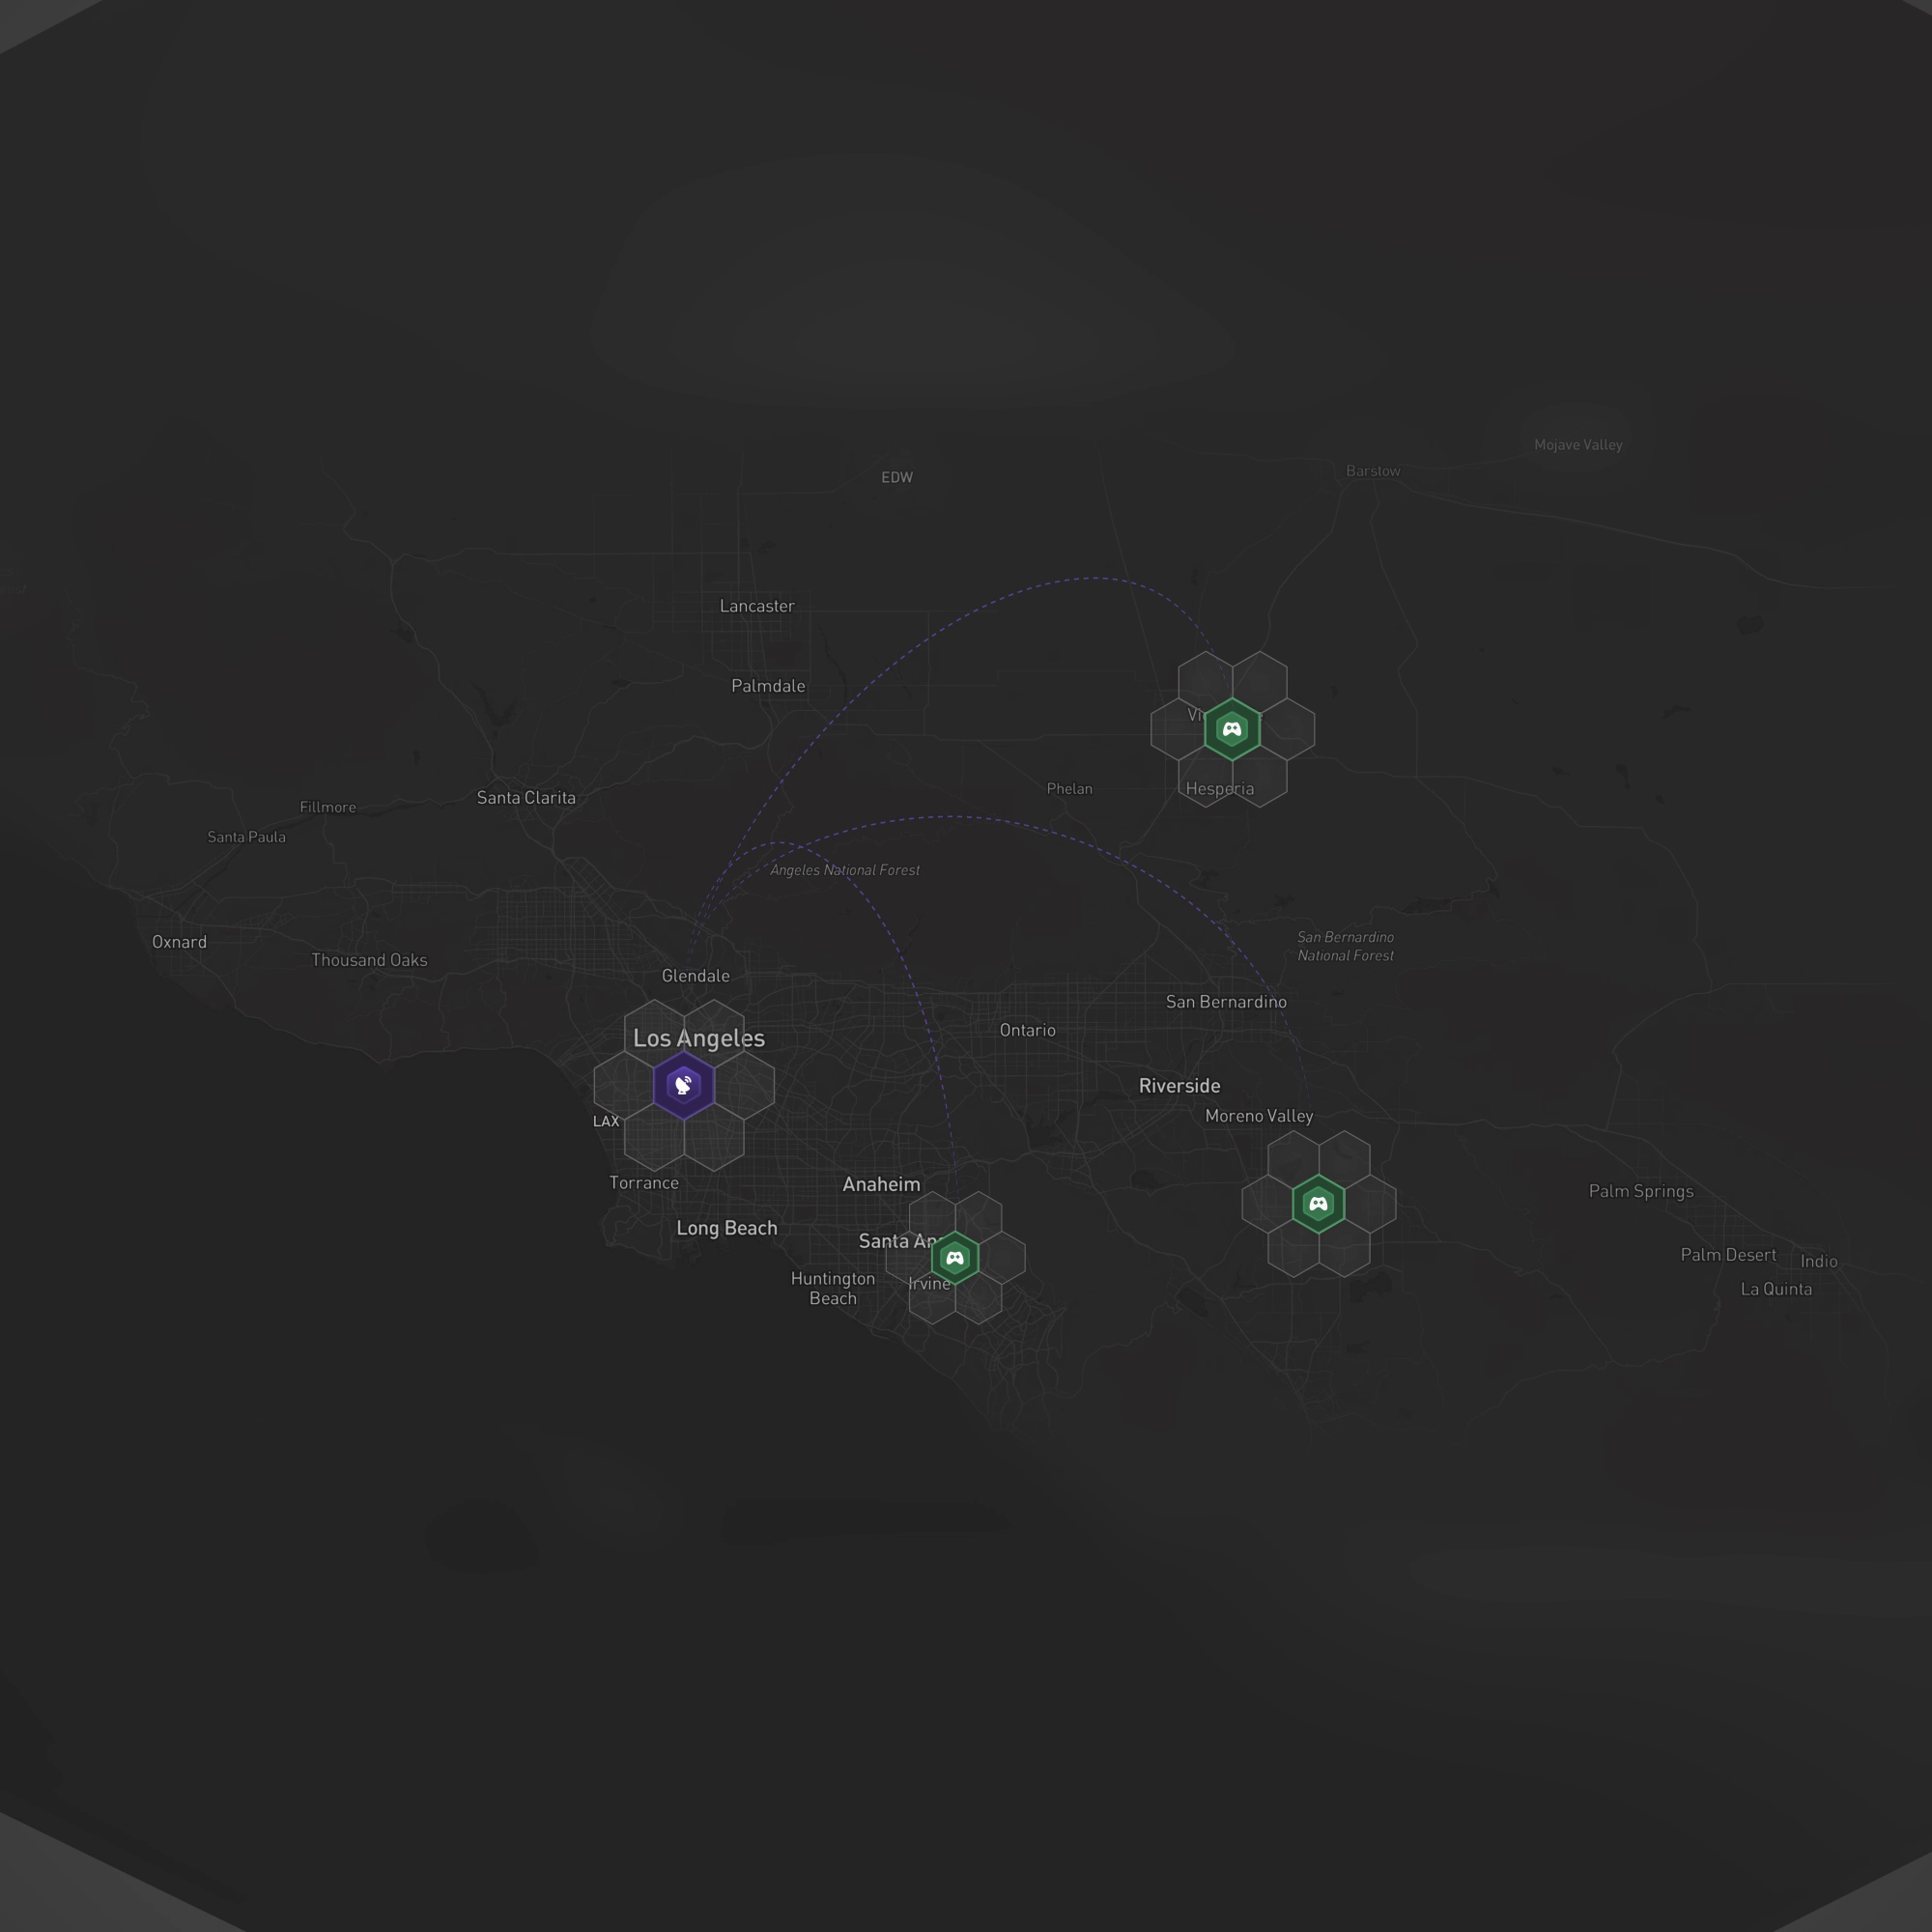 Mojave Valley
Barstow
EDW
Lancaster
Palmdale
Phelan
Hesperia
Santa Clarita
Fillmore
Santa Paula
Angeles National Forest
Oxnard
Thousand Oaks
Glendale
San Bernardino
National Forest
San Bernardino
Ontario
Los Angeles
Riverside
LAX
Moreno Valley
Torrance
Anaheim
Palm Springs
Long Beach
Santa
Palm Desert
Indio
Huntington
Beach
Irvine
La Quinta